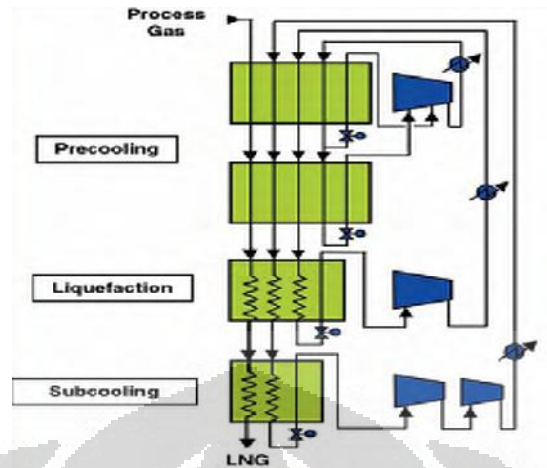 Process
Gas
Precooling
Liquefaction
Subcooling
LNG